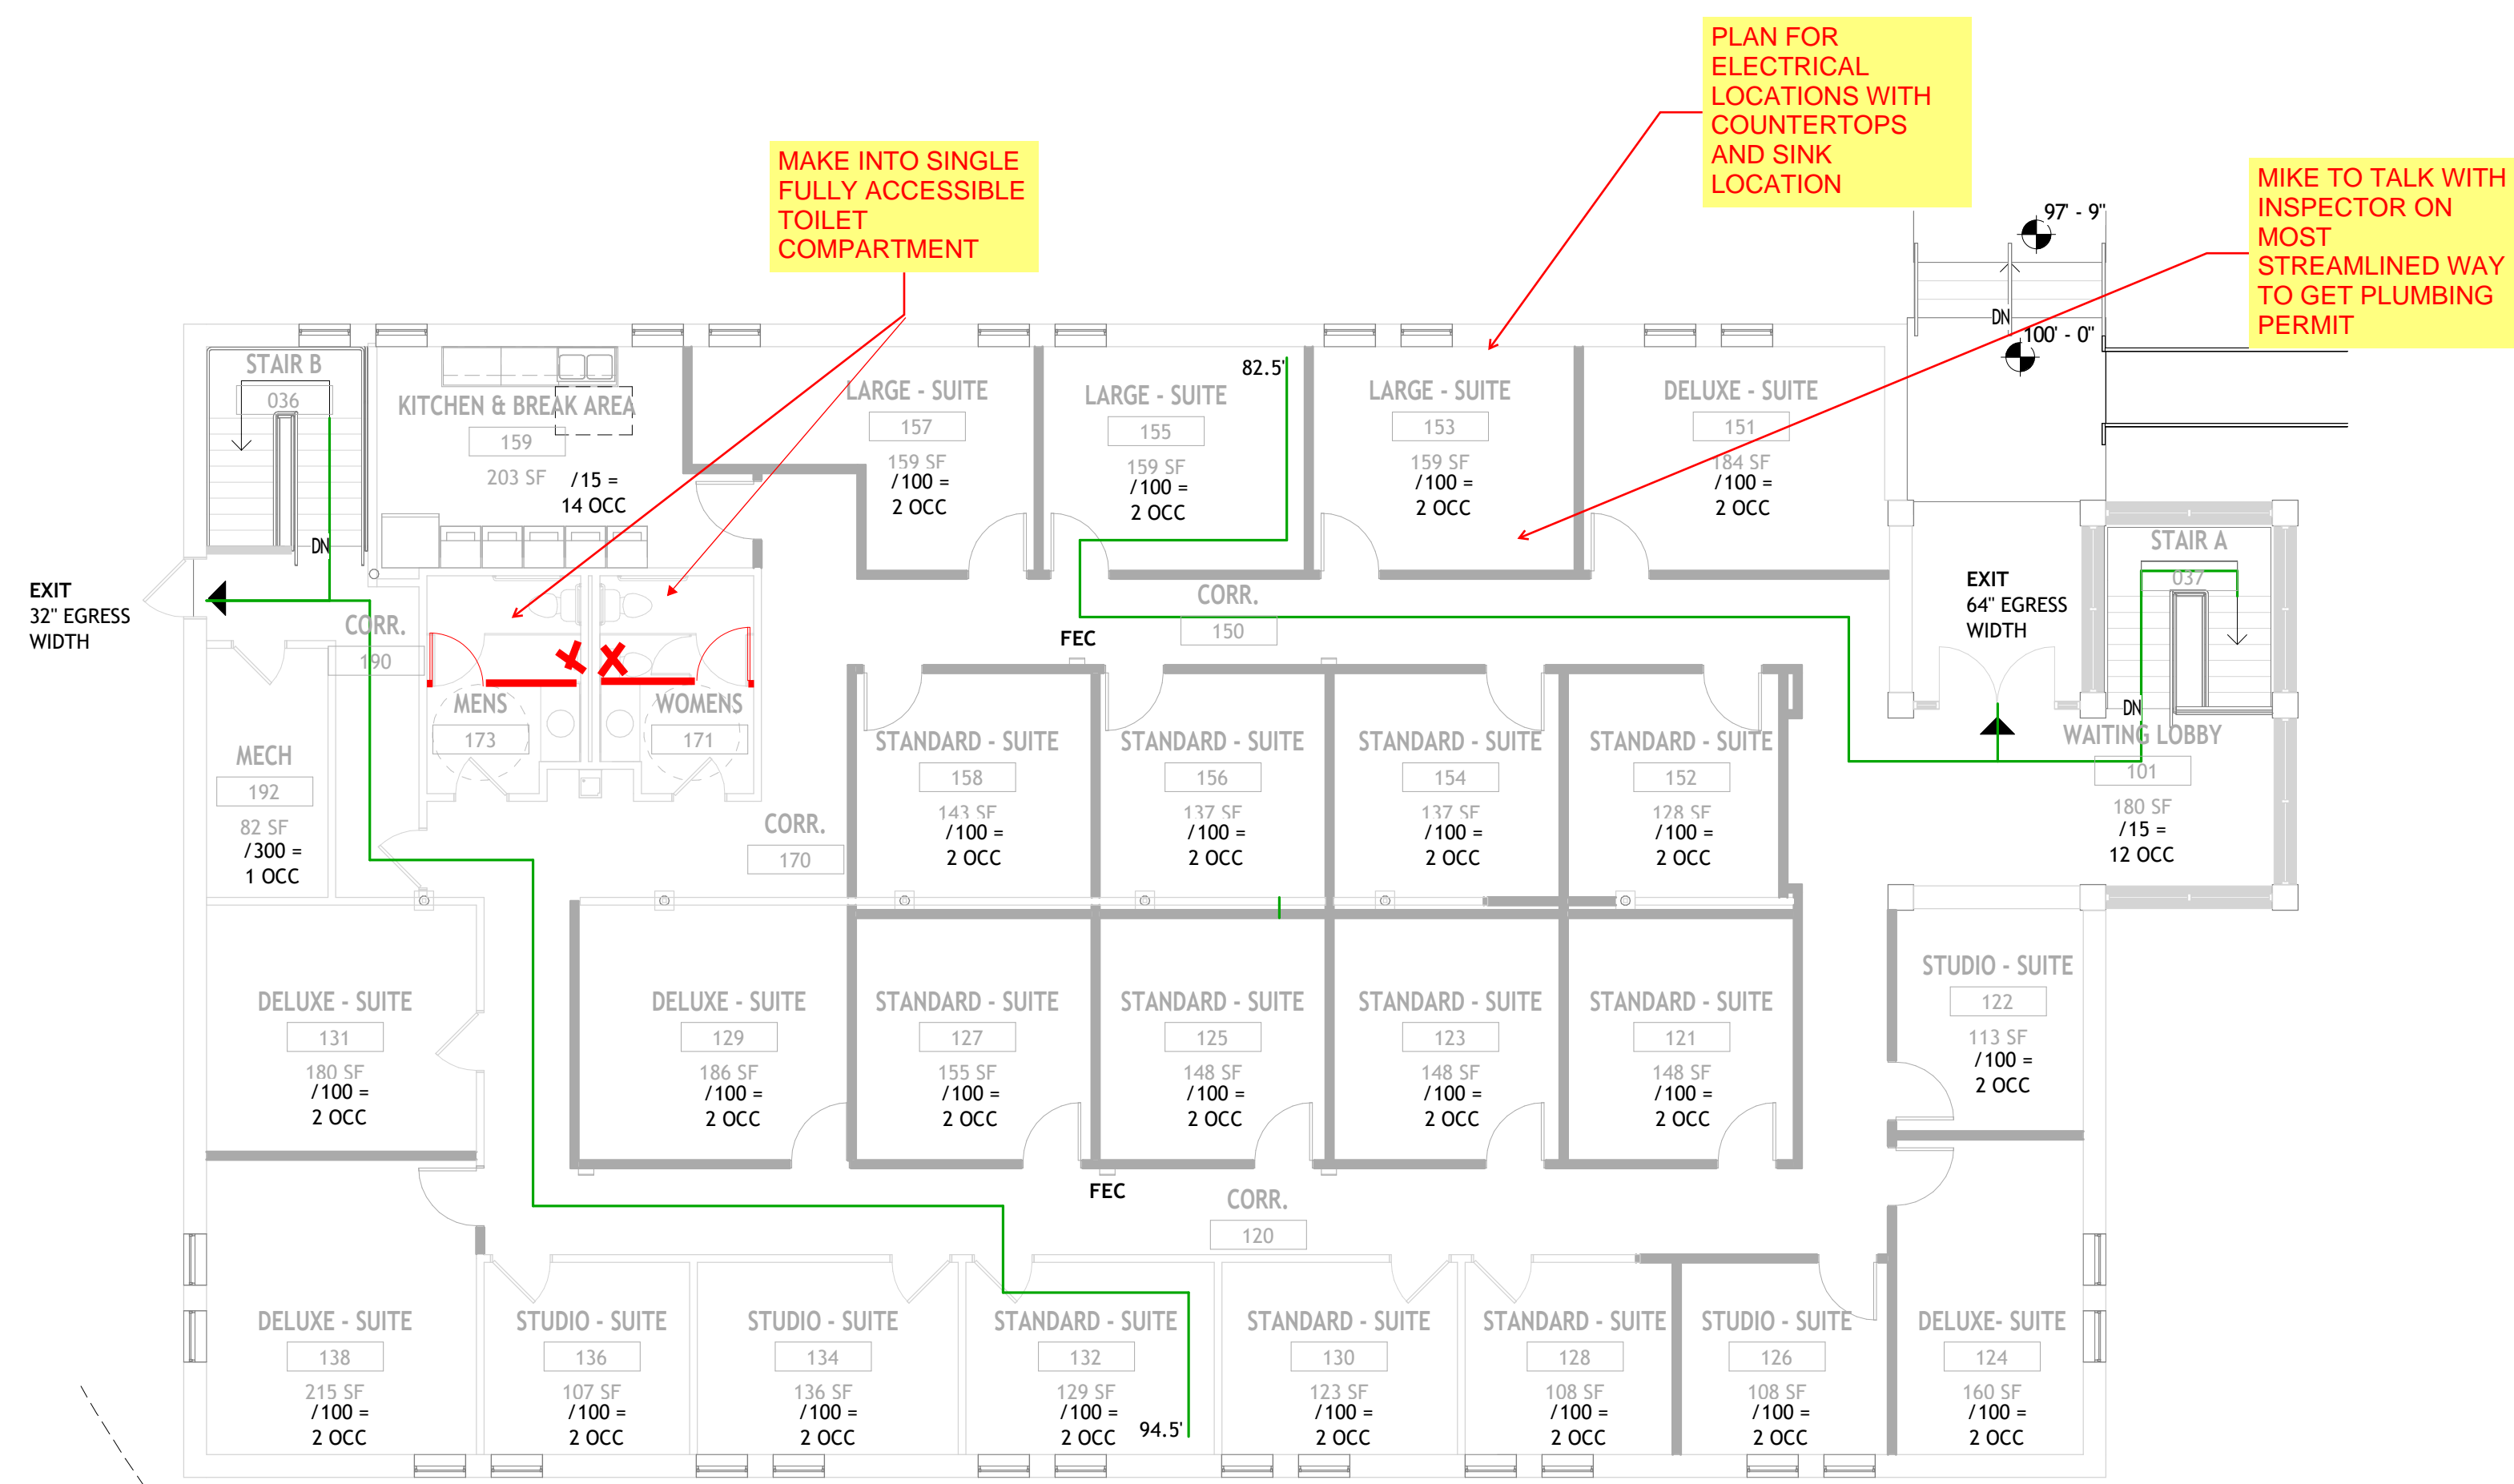 PLAN FOR
ELECTRICAL
LOCATIONS WITH
COUNTERTOPS
AND SINK
LOCATION
MAKE INTO SINGLE
FULLY ACCESSIBLE
TOILET
COMPARTMENT
MIKE TO TALK WITH
INSPECTOR ON
MOST
STREAMLINED WAY
TO GET PLUMBING
PERMIT
97' - 9"
DN
100' - 0"
STAIR B
036
DN
KITCHEN & BREAK AREA
159
203 SF
/15 =
14 OCC
LARGE - SUITE
157
159 SF
/100 =
2 OCC
82.5'
LARGE - SUITE
155
159 SF
/100 =
2 OCC
LARGE - SUITE
153
159 SF
/100 =
2 OCC
DELUXE - SUITE
151
184 SF
/100 =
2 OCC
EXIT
32" EGRESS
WIDTH
CORR.
190
CORR.
150
FEC
EXIT
64" EGRESS
WIDTH
STAIR A
037
DN
MENS
173
WOMENS
171
MECH
192
82 SF
/300 =
1 OCC
CORR.
170
STANDARD - SUITE
158
143 SF
/100 =
2 OCC
STANDARD - SUITE
156
137 SF
/100 =
2 OCC
STANDARD - SUITE
154
137 SF
/100 =
2 OCC
STANDARD - SUITE
152
128 SF
/100 =
2 OCC
WAITING LOBBY
101
180 SF
/15 =
12 OCC
DELUXE - SUITE
131
180 SF
/100 =
2 OCC
DELUXE - SUITE
129
186 SF
/100 =
2 OCC
STANDARD - SUITE
127
155 SF
/100 =
2 OCC
STANDARD - SUITE
125
148 SF
/100 =
2 OCC
STANDARD - SUITE
123
148 SF
/100 =
2 OCC
STANDARD - SUITE
121
148 SF
/100 =
2 OCC
STUDIO - SUITE
122
113 SF
/100 =
2 OCC
FEC
CORR.
120
DELUXE - SUITE
138
215 SF
/100 =
2 OCC
STUDIO - SUITE
136
107 SF
/100 =
2 OCC
STUDIO - SUITE
134
136 SF
/100 =
2 OCC
STANDARD - SUITE
132
129 SF
/100 =
2 OCC
94.5'
STANDARD - SUITE
130
123 SF
/100 =
2 OCC
STANDARD - SUITE
128
108 SF
/100 =
2 OCC
STUDIO - SUITE
126
108 SF
/100 =
2 OCC
DELUXE- SUITE
124
160 SF
/100 =
2 OCC